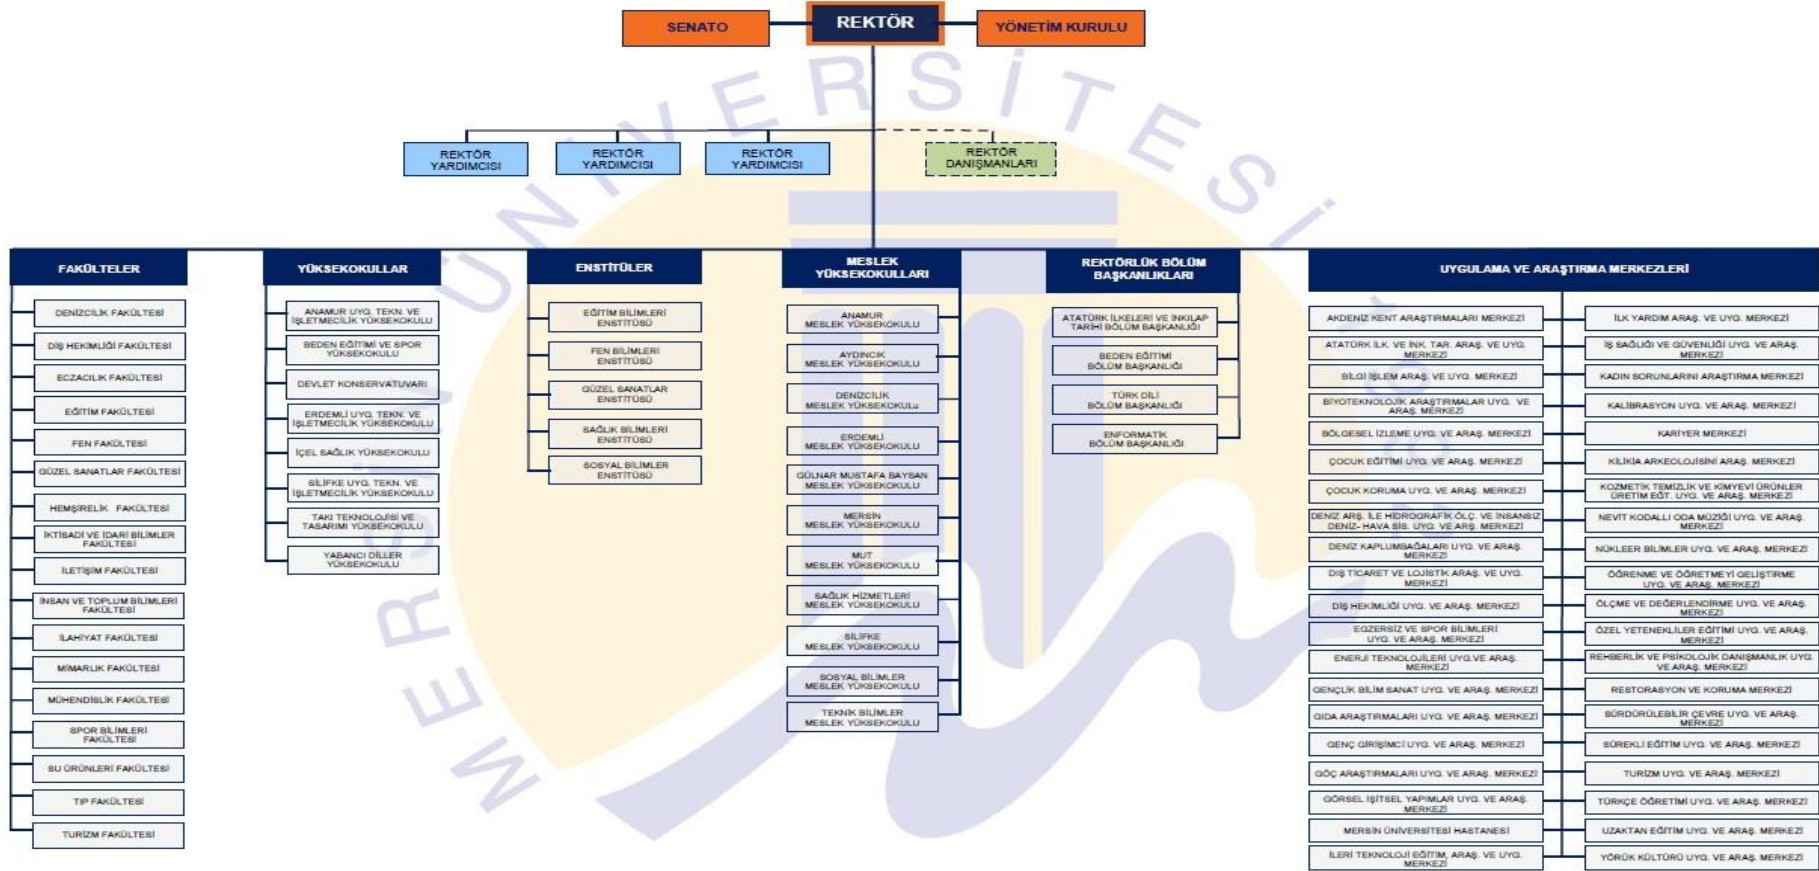 SENATO
REKTÖR
YÖNETİM KURULU
REKTÖR
YARDIMCISI
REKTÖR
YARDIMCISI
REKTÖR
YARDIMCISI
REKTÖR
DANIŞMANLARI
MERSİN ÜNİVERSİTESİ
FAKÜLTELER
DENİZCİLİK FAKÜLTESİ
DİŞ HEKİMLİĞİ FAKÜLTESİ
ECZACILIK FAKÜLTESİ
EĞİTİM FAKÜLTESİ
FEN FAKÜLTESİ
GÜZEL SANATLAR FAKÜLTESİ
HEMŞİRELİK FAKÜLTESİ
İKTİSADİ VE İDARİ BİLİMLER
FAKÜLTESİ
İLETİŞİM FAKÜLTESİ
İNSAN VE TOPLUM BİLİMLERİ
FAKÜLTESİ
İLAHİYAT FAKÜLTESİ
MİMARLIK FAKÜLTESİ
MÜHENDİSLİK FAKÜLTESİ
SPOR BİLİMLERİ
FAKÜLTESİ
SU ÜRÜNLERİ FAKÜLTESİ
TIP FAKÜLTESİ
TURİZM FAKÜLTESİ
YÜKSEKOKULLAR
ANAMUR UYG. TEKN. VE
İŞLETMECİLİK YÜKSEKOKULU
BEDEN EĞİTİMİ VE SPOR
YÜKSEKOKULU
DEVLET KONSERVATUVARI
ERDEMLİ UYG. TEKN. VE
İŞLETMECİLİK YÜKSEKOKULU
İÇEL SAĞLIK YÜKSEKOKULU
SİLİFKE UYG. TEKN. VE
İŞLETMECİLİK YÜKSEKOKULU
TAKI TEKNOLOJİSİ VE
TASARIMI YÜKSEKOKULU
YABANCI DİLLER
YÜKSEKOKULU
ENSTİTÜLER
EĞİTİM BİLİMLERİ
ENSTİTÜSÜ
FEN BİLİMLERİ
ENSTİTÜSÜ
GÜZEL SANATLAR
ENSTİTÜSÜ
SAĞLIK BİLİMLERİ
ENSTİTÜSÜ
SOSYAL BİLİMLER
ENSTİTÜSÜ
MESLEK
YÜKSEKOKULLARI
ANAMUR
MESLEK YÜKSEKOKULU
AYDINCIK
MESLEK YÜKSEKOKULU
DENİZCİLİK
MESLEK YÜKSEKOKULu
ERDEMLİ
MESLEK YÜKSEKOKULU
GÜLNAR MUSTAFA BAYSAN
MESLEK YÜKSEKOKULU
MERSİN
MESLEK YÜKSEKOKULU
MUT
MESLEK YÜKSEKOKULU
SAĞLIK HİZMETLERİ
MESLEK YÜKSEKOKULU
SİLİFKE
MESLEK YÜKSEKOKULU
SOSYAL BİLİMLER
MESLEK YÜKSEKOKULU
TEKNİK BİLİMLER
MESLEK YÜKSEKOKULU
REKTÖRLÜK BÖLÜM
BAŞKANLIKLARI
ATATÜRK İLKELERİ VE İNKILAP
TARİHİ BÖLÜM BAŞKANLIĞI
BEDEN EĞİTİMİ
BÖLÜM BAŞKANLIĞI
TÜRK DİLİ
BÖLÜM BAŞKANLIĞI
ENFORMATİK
BÖLÜM BAŞKANLIĞI
UYGULAMA VE ARAŞTIRMA MERKEZLERİ
AKDENİZ KENT ARAŞTIRMALARI MERKEZİ
ATATÜRK İLK. VE İNK. TAR. ARAŞ. VE UYG.
MERKEZİ
BİLGİ İŞLEM ARAŞ. VE UYG. MERKEZİ
BİYOTEKNOLOJİK ARAŞTIRMALAR UYG. VE
ARAŞ. MERKEZİ
BÖLGESEL İZLEME UYG. VE ARAŞ. MERKEZİ
ÇOCUK EĞİTİMİ UYG. VE ARAŞ. MERKEZİ
ÇOCUK KORUMA UYG. VE ARAŞ. MERKEZİ
DENİZ ARŞ. İLE HİDROGRAFİK ÖLÇ. VE İNSANSIZ
DENİZ- HAVA SİS. UYG. VE ARŞ. MERKEZİ
DENİZ KAPLUMBAĞALARI UYG. VE ARAŞ.
MERKEZİ
DIŞ TİCARET VE LOJİSTİK ARAŞ. VE UYG.
MERKEZİ
DİŞ HEKİMLİĞİ UYG. VE ARAŞ. MERKEZİ
EGZERSİZ VE SPOR BİLİMLERİ
UYG. VE ARAŞ. MERKEZİ
ENERJİ TEKNOLOJİLERİ UYG.VE ARAŞ.
MERKEZİ
GENÇLİK BİLİM SANAT UYG. VE ARAŞ. MERKEZİ
GIDA ARAŞTIRMALARI UYG. VE ARAŞ. MERKEZİ
GENÇ GİRİŞİMCİ UYG. VE ARAŞ. MERKEZİ
GÖÇ ARAŞTIRMALARI UYG. VE ARAŞ. MERKEZİ
GÖRSEL İŞİTSEL YAPIMLAR UYG. VE ARAŞ.
MERKEZİ
MERSİN ÜNİVERSİTESİ HASTANESİ
İLERİ TEKNOLOJİ EĞİTİM, ARAŞ. VE UYG.
MERKEZİ
İLK YARDIM ARAŞ. VE UYG. MERKEZİ
İŞ SAĞLIĞI VE GÜVENLİĞİ UYG. VE ARAŞ.
MERKEZİ
KADIN SORUNLARINI ARAŞTIRMA MERKEZİ
KALİBRASYON UYG. VE ARAŞ. MERKEZİ
KARİYER MERKEZİ
KİLİKİA ARKEOLOJİSİNİ ARAŞ. MERKEZİ
KOZMETİK TEMİZLİK VE KİMYEVİ ÜRÜNLER
ÜRETİM EĞT. UYG. VE ARAŞ. MERKEZİ
NEVİT KODALLI ODA MÜZİĞİ UYG. VE ARAŞ.
MERKEZİ
NÜKLEER BİLİMLER UYG. VE ARAŞ. MERKEZİ
ÖĞRENME VE ÖĞRETMEYİ GELİŞTİRME
UYG. VE ARAŞ. MERKEZİ
ÖLÇME VE DEĞERLENDİRME UYG. VE ARAŞ.
MERKEZİ
ÖZEL YETENEKLİLER EĞİTİMİ UYG. VE ARAŞ.
MERKEZİ
REHBERLİK VE PSİKOLOJİK DANIŞMANLIK UYG.
VE ARAŞ. MERKEZİ
RESTORASYON VE KORUMA MERKEZİ
SÜRDÜRÜLEBİLİR ÇEVRE UYG. VE ARAŞ.
MERKEZİ
SÜREKLİ EĞİTİM UYG. VE ARAŞ. MERKEZİ
TURİZM UYG. VE ARAŞ. MERKEZİ
TÜRKÇE ÖĞRETİMİ UYG. VE ARAŞ. MERKEZİ
UZAKTAN EĞİTİM UYG. VE ARAŞ. MERKEZİ
YÖRÜK KÜLTÜRÜ UYG. VE ARAŞ. MERKEZİ